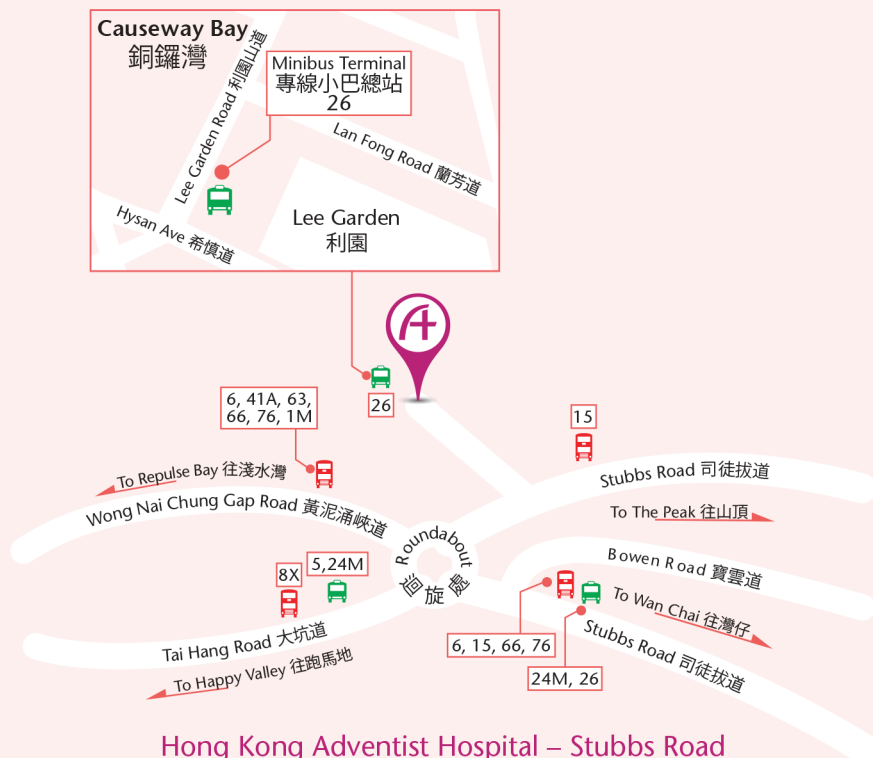 Causeway Bay
銅鑼灣
Lee Garden Road 利園山道
Minibus Terminal
專線小巴總站
26
Lan Fong Road 蘭芳道
Lee Garden
利園
Hysan Ave 希慎道
26
6, 41A, 63,
66, 76, 1M
15
To Repulse Bay 往淺水灣
Wong Nai Chung Gap Road 黃泥涌峽道
Stubbs Road 司徒拔道
To The Peak 往山頂
Roundabout
迴旋處
Bowen Road 寶雲道
8X
5,24M
To Wan Chai 往灣仔
Tai Hang Road 大坑道
6, 15, 66, 76
Stubbs Road 司徒拔道
To Happy Valley 往跑馬地
24M, 26
Hong Kong Adventist Hospital – Stubbs Road